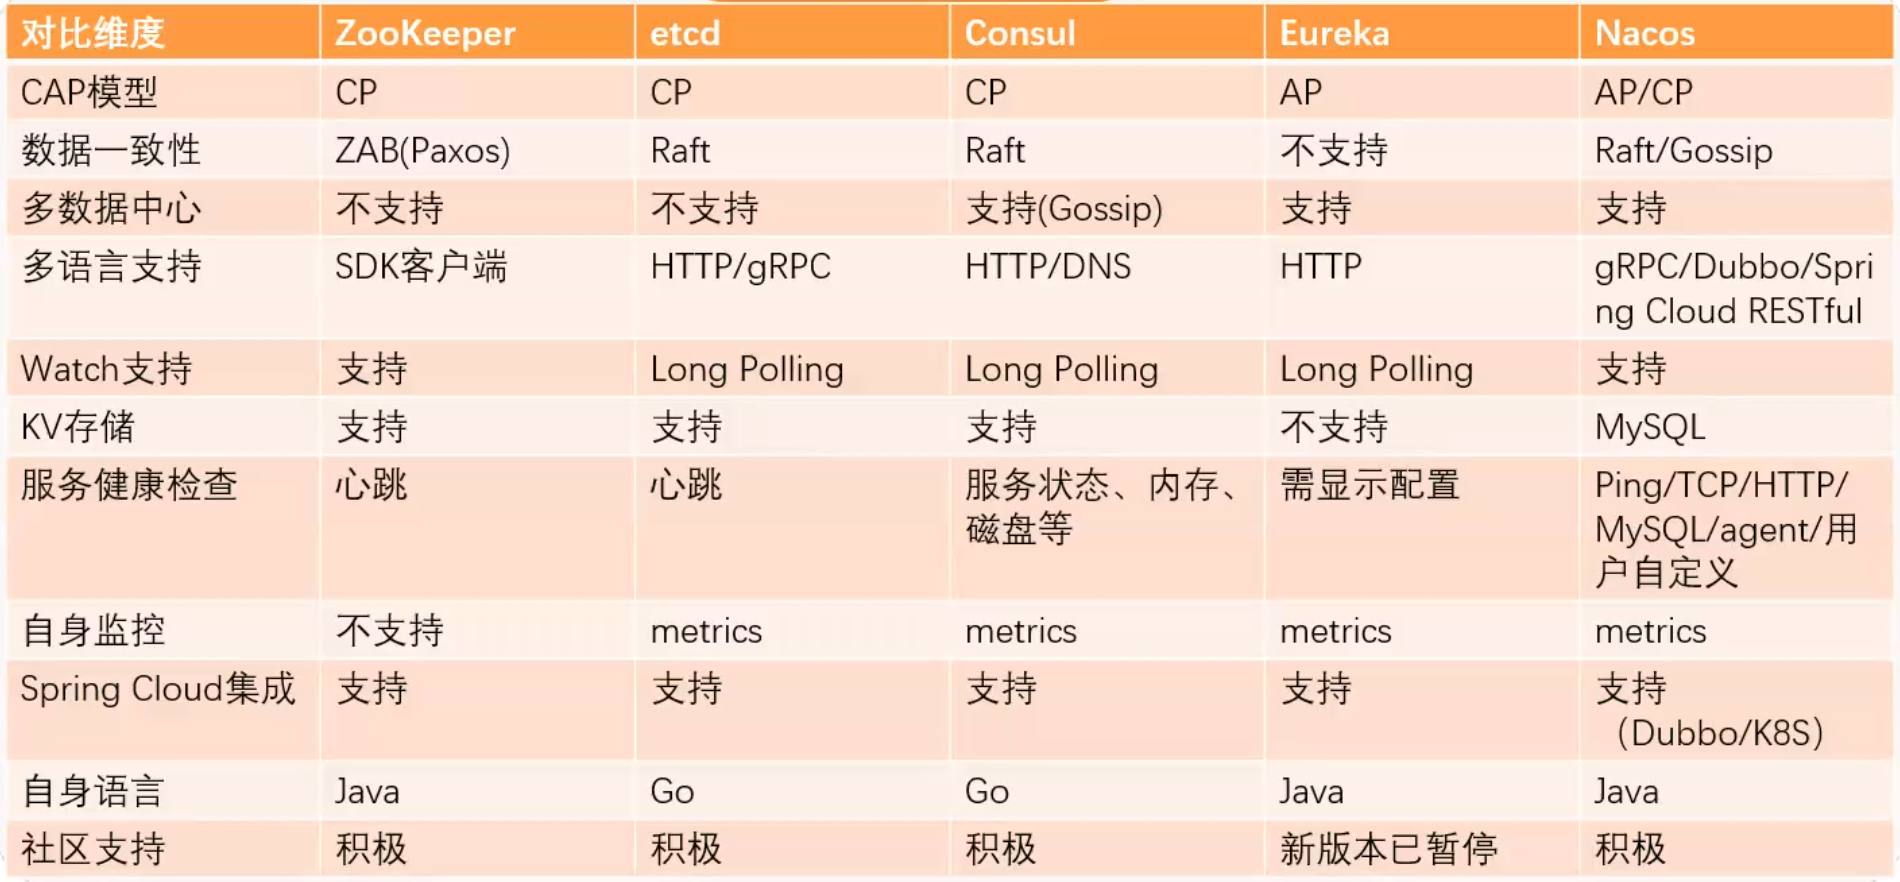 对比维度 ZooKeeper etcd Consul Eureka Nacos
CAP模型 CP CP CP AP AP/CP
数据一致性 ZAB(Paxos) Raft Raft 不支持 Raft/Gossip
多数据中心 不支持 不支持 支持(Gossip) 支持 支持
多语言支持 SDK客户端 HTTP/gRPC HTTP/DNS HTTP gRPC/Dubbo/Spri
ng Cloud RESTful
Watch支持 支持 Long Polling Long Polling Long Polling 支持
KV存储 支持 支持 支持 不支持 MySQL
服务健康检查 心跳 心跳 服务状态、内存、 需显示配置 Ping/TCP/HTTP/
磁盘等 MySQL/agent/用
户自定义
自身监控 不支持 metrics metrics metrics metrics
Spring Cloud集成 支持 支持 支持 支持 支持
（Dubbo/K8S）
自身语言 Java Go Go Java Java
社区支持 积极 积极 积极 新版本已暂停 积极